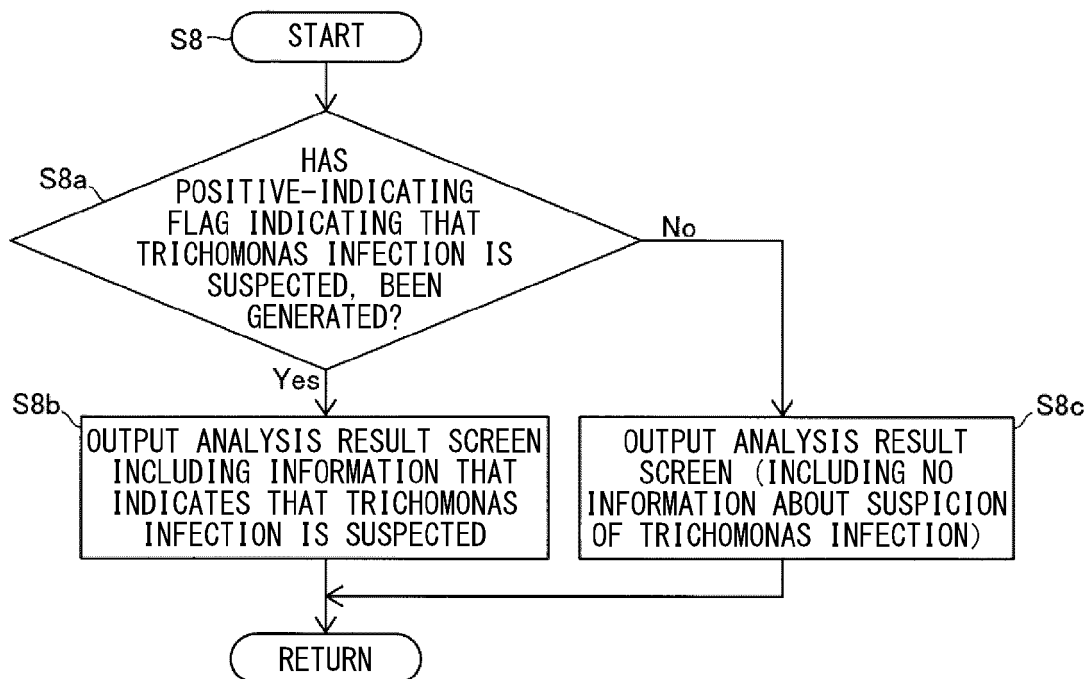 S8
START
S8a
HAS
POSITIVE-INDICATING
FLAG INDICATING THAT
TRICHOMONAS INFECTION IS
SUSPECTED, BEEN
GENERATED?
No
Yes
S8b
OUTPUT ANALYSIS RESULT SCREEN
INCLUDING INFORMATION THAT
INDICATES THAT TRICHOMONAS
INFECTION IS SUSPECTED
S8c
OUTPUT ANALYSIS RESULT
SCREEN (INCLUDING NO
INFORMATION ABOUT SUSPICION
OF TRICHOMONAS INFECTION)
RETURN